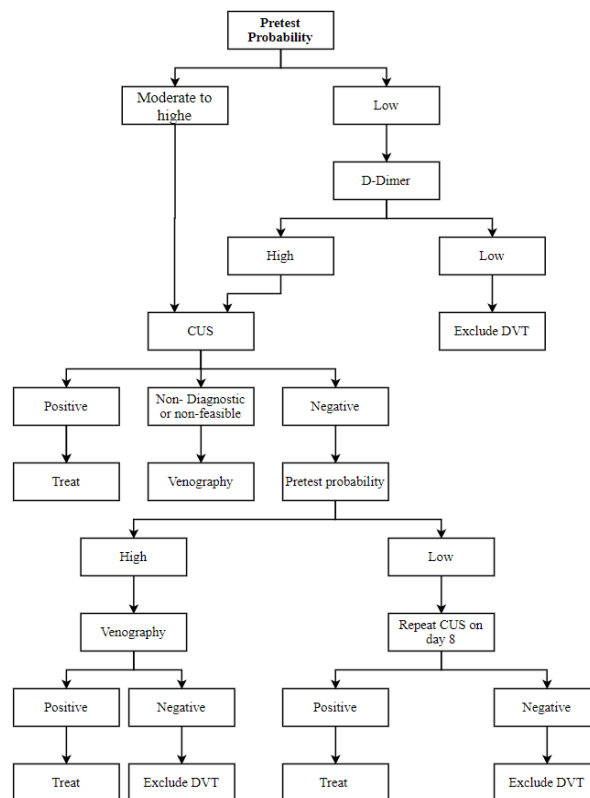 Pretest
Probability
Moderate to
highe
Low
D-Dimer
High
Low
CUS
Exclude DVT
Positive
Non- Diagnostic
or non-feasible
Negative
Treat
Venography
Pretest probability
High
Low
Venography
Repeat CUS on
day 8
Positive
Negative
Positive
Negative
Treat
Exclude DVT
Treat
Exclude DVT